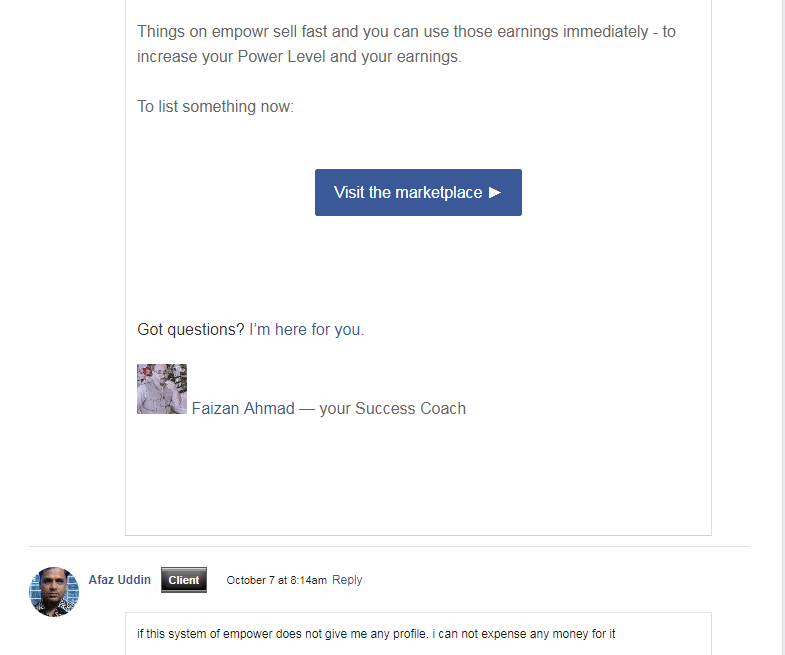 Things on empowr sell fast and you can use those earnings immediately - to
increase your Power Level and your earnings.
To list something now:
Visit the marketplace ►
Got questions? I'm here for you.
Faizan Ahmad — your Success Coach
Afaz Uddin Client October 7 at 8:14am Reply
if this system of empower does not give me any profile. i can not expense any money for it